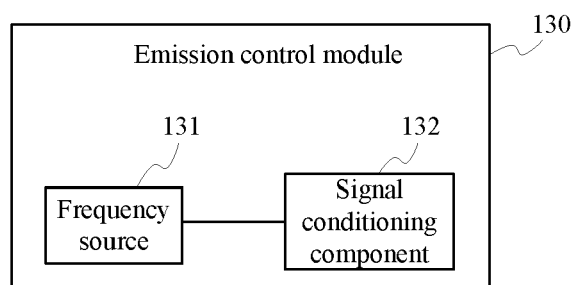 130
Emission control module
131
132
Frequency
source
Signal
conditioning
component